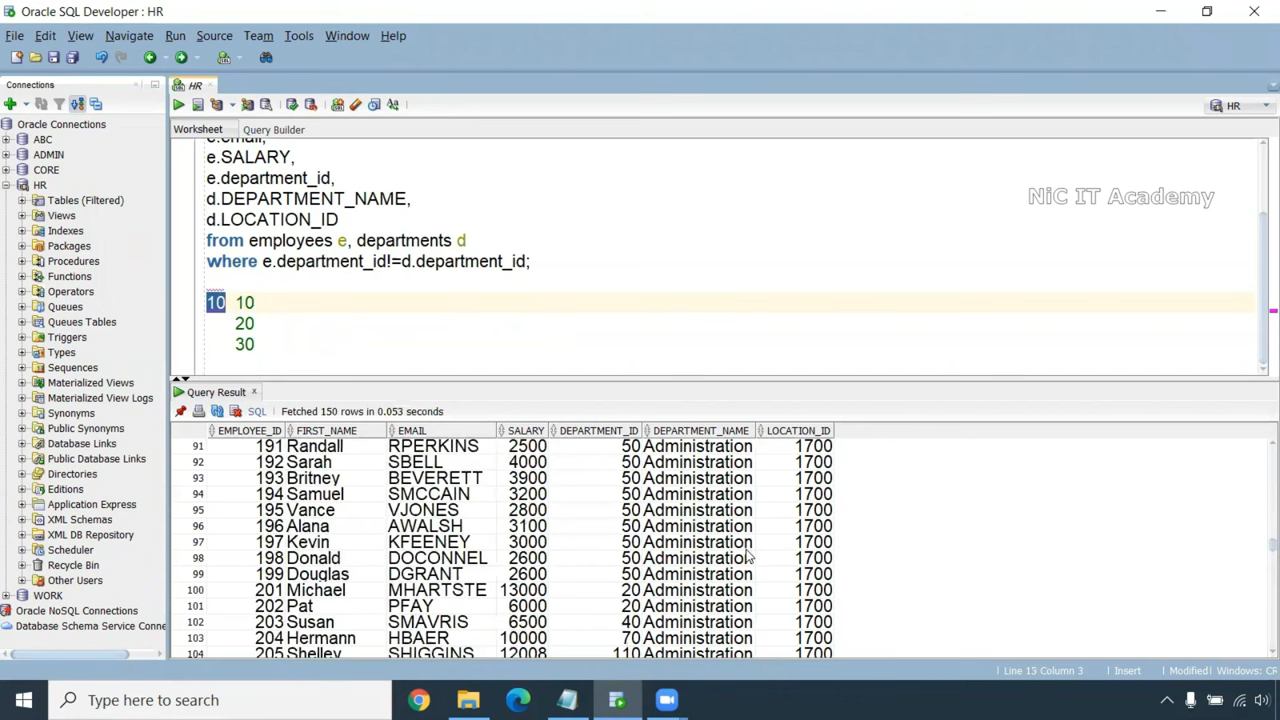 Oracle SQL Developer : HR
File Edit View Navigate Run Source Team Tools Window Help
Connections
HR
HR
Oracle Connections
ABC
ADMIN
CORE
HR
Tables (Filtered)
Views
Indexes
Packages
Procedures
Functions
Operators
Queues
Queues Tables
Triggers
Types
Sequences
Materialized Views
Materialized View Logs
Synonyms
Public Synonyms
Database Links
Public Database Links
Directories
Editions
Application Express
XML Schemas
XML DB Repository
Scheduler
Recycle Bin
Other Users
WORK
Oracle NoSQL Connections
Database Schema Service Conne
Worksheet Query Builder
e.email,
e.SALARY,
e.department_id,
d.DEPARTMENT_NAME,
d.LOCATION_ID
from employees e, departments d
where e.department_id!=d.department_id;
10 10
20
30
NiC IT Academy
Query Result x
SQL Fetched 150 rows in 0.053 seconds
EMPLOYEE_ID FIRST_NAME EMAIL SALARY DEPARTMENT_ID DEPARTMENT_NAME LOCATION_ID
91 191 Randall RPERKINS 2500 50 Administration 1700
92 192 Sarah SBELL 4000 50 Administration 1700
93 193 Britney BEVERETT 3900 50 Administration 1700
94 194 Samuel SMCCAIN 3200 50 Administration 1700
95 195 Vance VJONES 2800 50 Administration 1700
96 196 Alana AWALSH 3100 50 Administration 1700
97 197 Kevin KFEENEY 3000 50 Administration 1700
98 198 Donald DOCONNEL 2600 50 Administration 1700
99 199 Douglas DGRANT 2600 50 Administration 1700
100 201 Michael MHARTSTE 13000 20 Administration 1700
101 202 Pat PFAY 6000 20 Administration 1700
102 203 Susan SMAVRIS 6500 40 Administration 1700
103 204 Hermann HBAER 10000 70 Administration 1700
104 205 Shelley SHIGGINS 12008 110 Administration 1700
Line 13 Column 3 Insert Modified Windows: CR
Type here to search